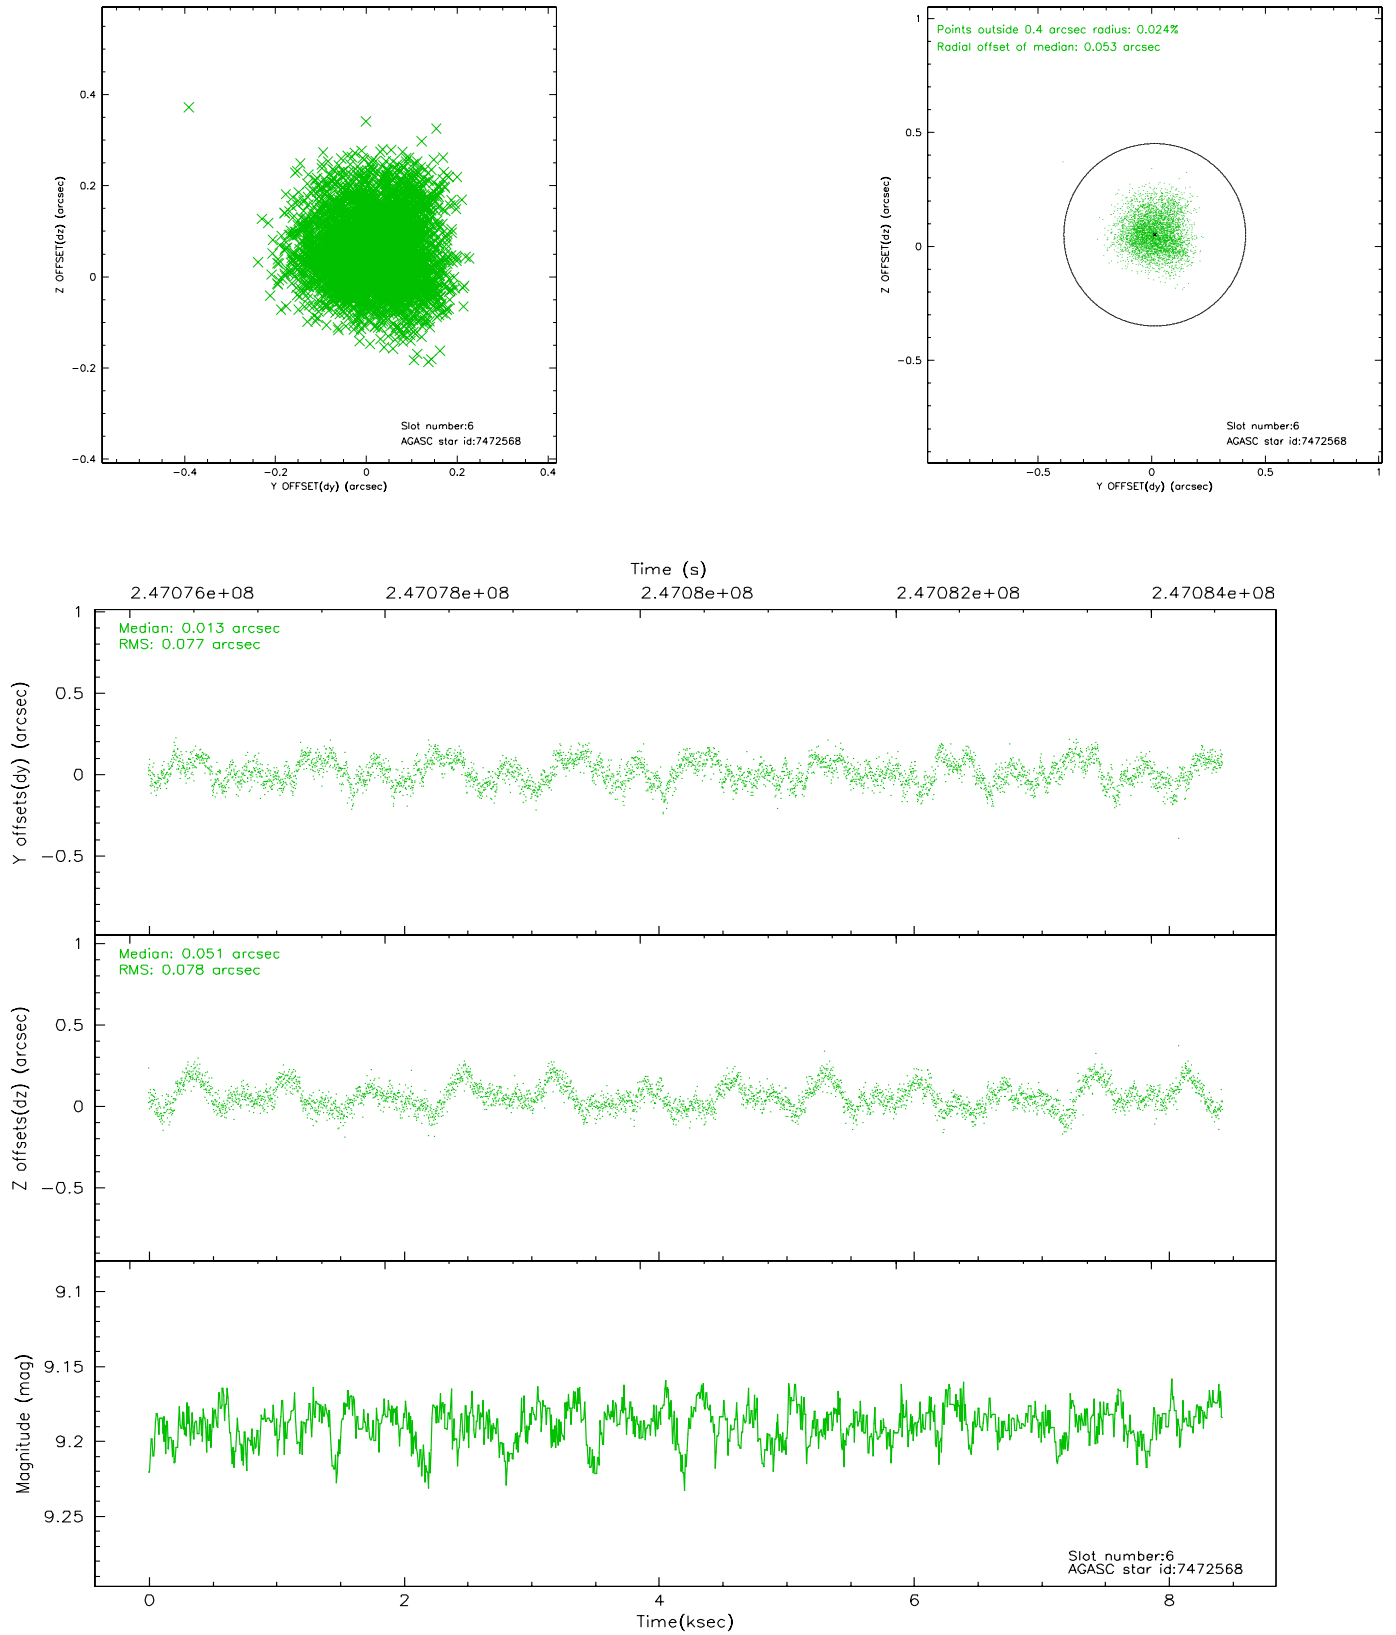 0.4
0.2
0
−0.2
−0.4
Z OFFSET(dz) (arcsec)
−0.4
−0.2
0
0.2
0.4
Y OFFSET(dy) (arcsec)
Slot number:6
AGASC star id:7472568
Points outside 0.4 arcsec radius: 0.024%
Radial offset of median: 0.053 arcsec
1
0.5
0
−0.5
Z OFFSET(dz) (arcsec)
−0.5
0
0.5
1
Y OFFSET(dy) (arcsec)
Slot number:6
AGASC star id:7472568
Time (s)
2.47076e+08
2.47078e+08
2.4708e+08
2.47082e+08
2.47084e+08
Median: 0.013 arcsec
RMS: 0.077 arcsec
1
0.5
0
−0.5
Y offsets(dy) (arcsec)
Median: 0.051 arcsec
RMS: 0.078 arcsec
1
0.5
0
−0.5
Z offsets(dz) (arcsec)
9.1
9.15
9.2
9.25
Magnitude (mag)
Slot number:6
AGASC star id:7472568
0
2
4
6
8
Time(ksec)